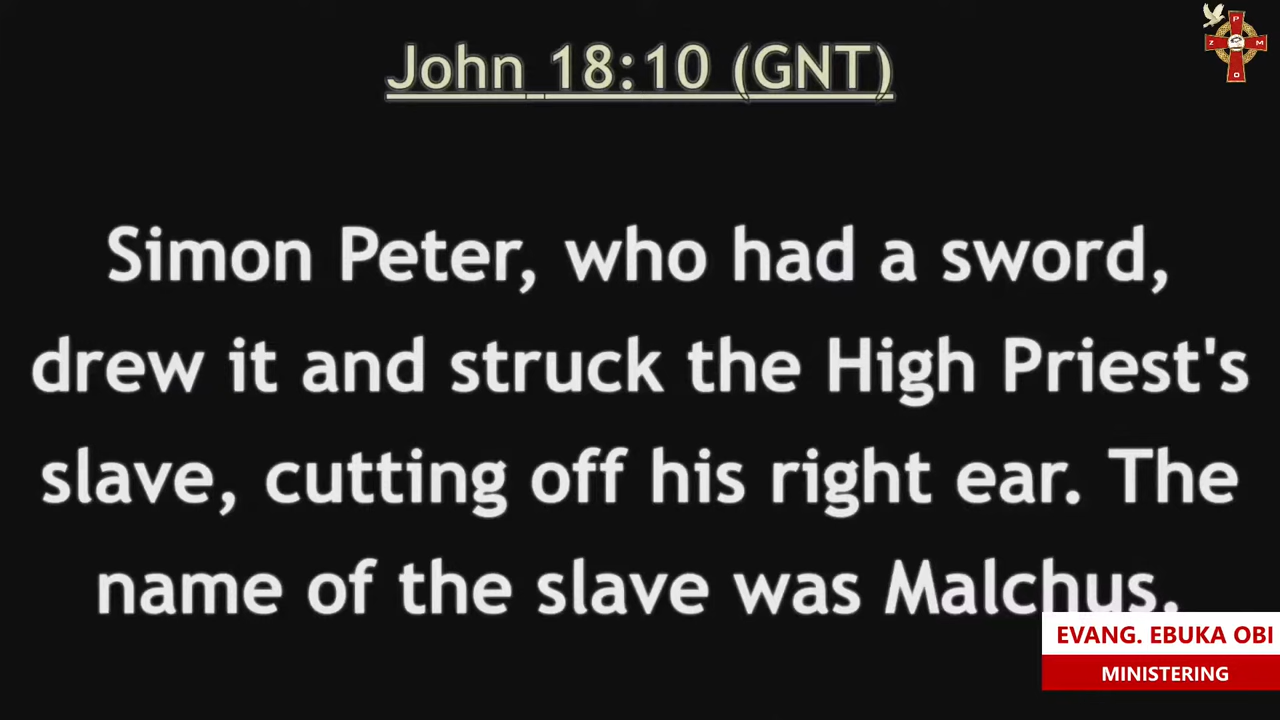 John 18:10 (GNT)
Simon Peter, who had a sword,
drew it and struck the High Priest's
slave, cutting off his right ear. The
name of the slave was Malchus.
EVANG. EBUKA OBI
MINISTERING
P
Z M
O